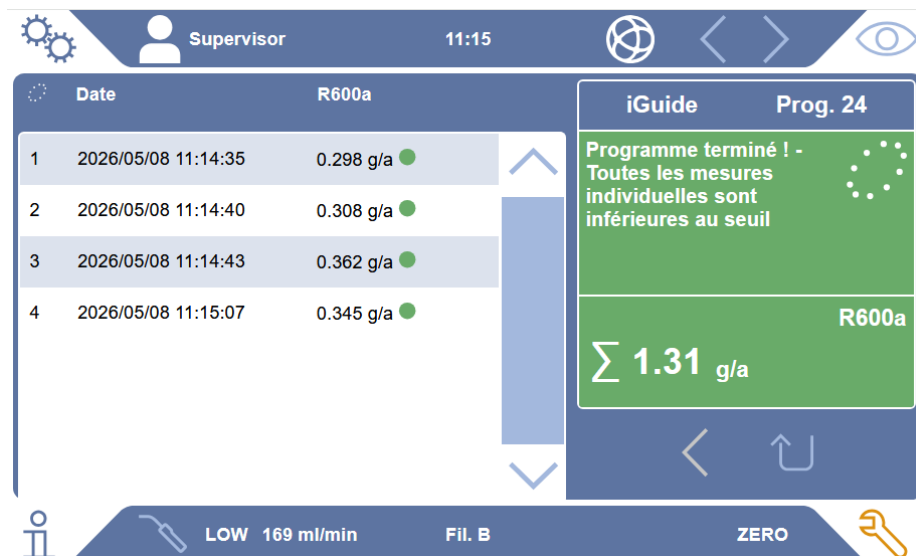 Supervisor 11:15
Date R600a
1 2026/05/08 11:14:35 0.298 g/a
2 2026/05/08 11:14:40 0.308 g/a
3 2026/05/08 11:14:43 0.362 g/a
4 2026/05/08 11:15:07 0.345 g/a
iGuide Prog. 24
Programme terminé ! -
Toutes les mesures
individuelles sont
inférieures au seuil
R600a
∑ 1.31 g/a
LOW 169 ml/min Fil. B ZERO